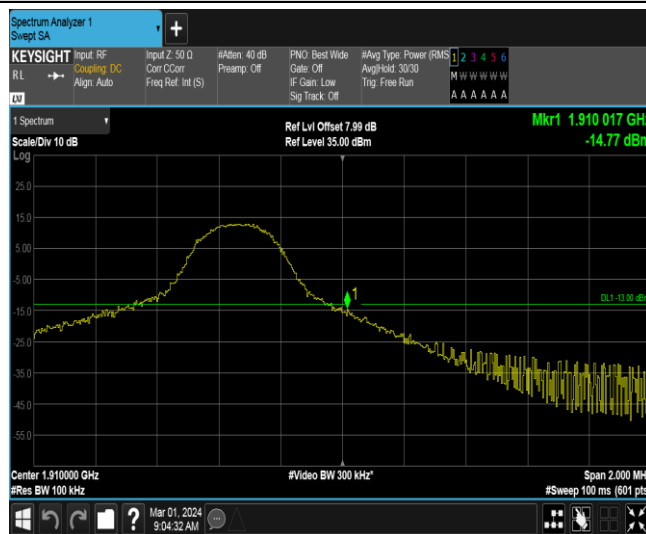 Spectrum Analyzer 1
Swept SA
+
KEYSIGHT Input: RF Input Z: 50 Ω #Atten: 40 dB PNO: Best Wide #Avg Type: Power (RMS 1 2 3 4 5 6
RL Coupling: DC Corr CCorr Preamp: Off Gate: Off Avg|Hold: 30/30 M W W W W W
Align: Auto Freq Ref: Int (S) IF Gain: Low Trig: Free Run
Sig Track: Off A A A A A A
LXI
1 Spectrum Ref Lvl Offset 7.99 dB Mkr1 1.910 017 GH
Scale/Div 10 dB Ref Level 35.00 dBm -14.77 dBm
Log
25.0
15.0
5.00
-5.00
1
DL1 -13.00 dBr
-15.0
-25.0
-35.0
-45.0
-55.0
Center 1.910000 GHz #Video BW 300 kHz* Span 2.000 MH
#Res BW 100 kHz #Sweep 100 ms (601 pts
? Mar 01, 2024
9:04:32 AM